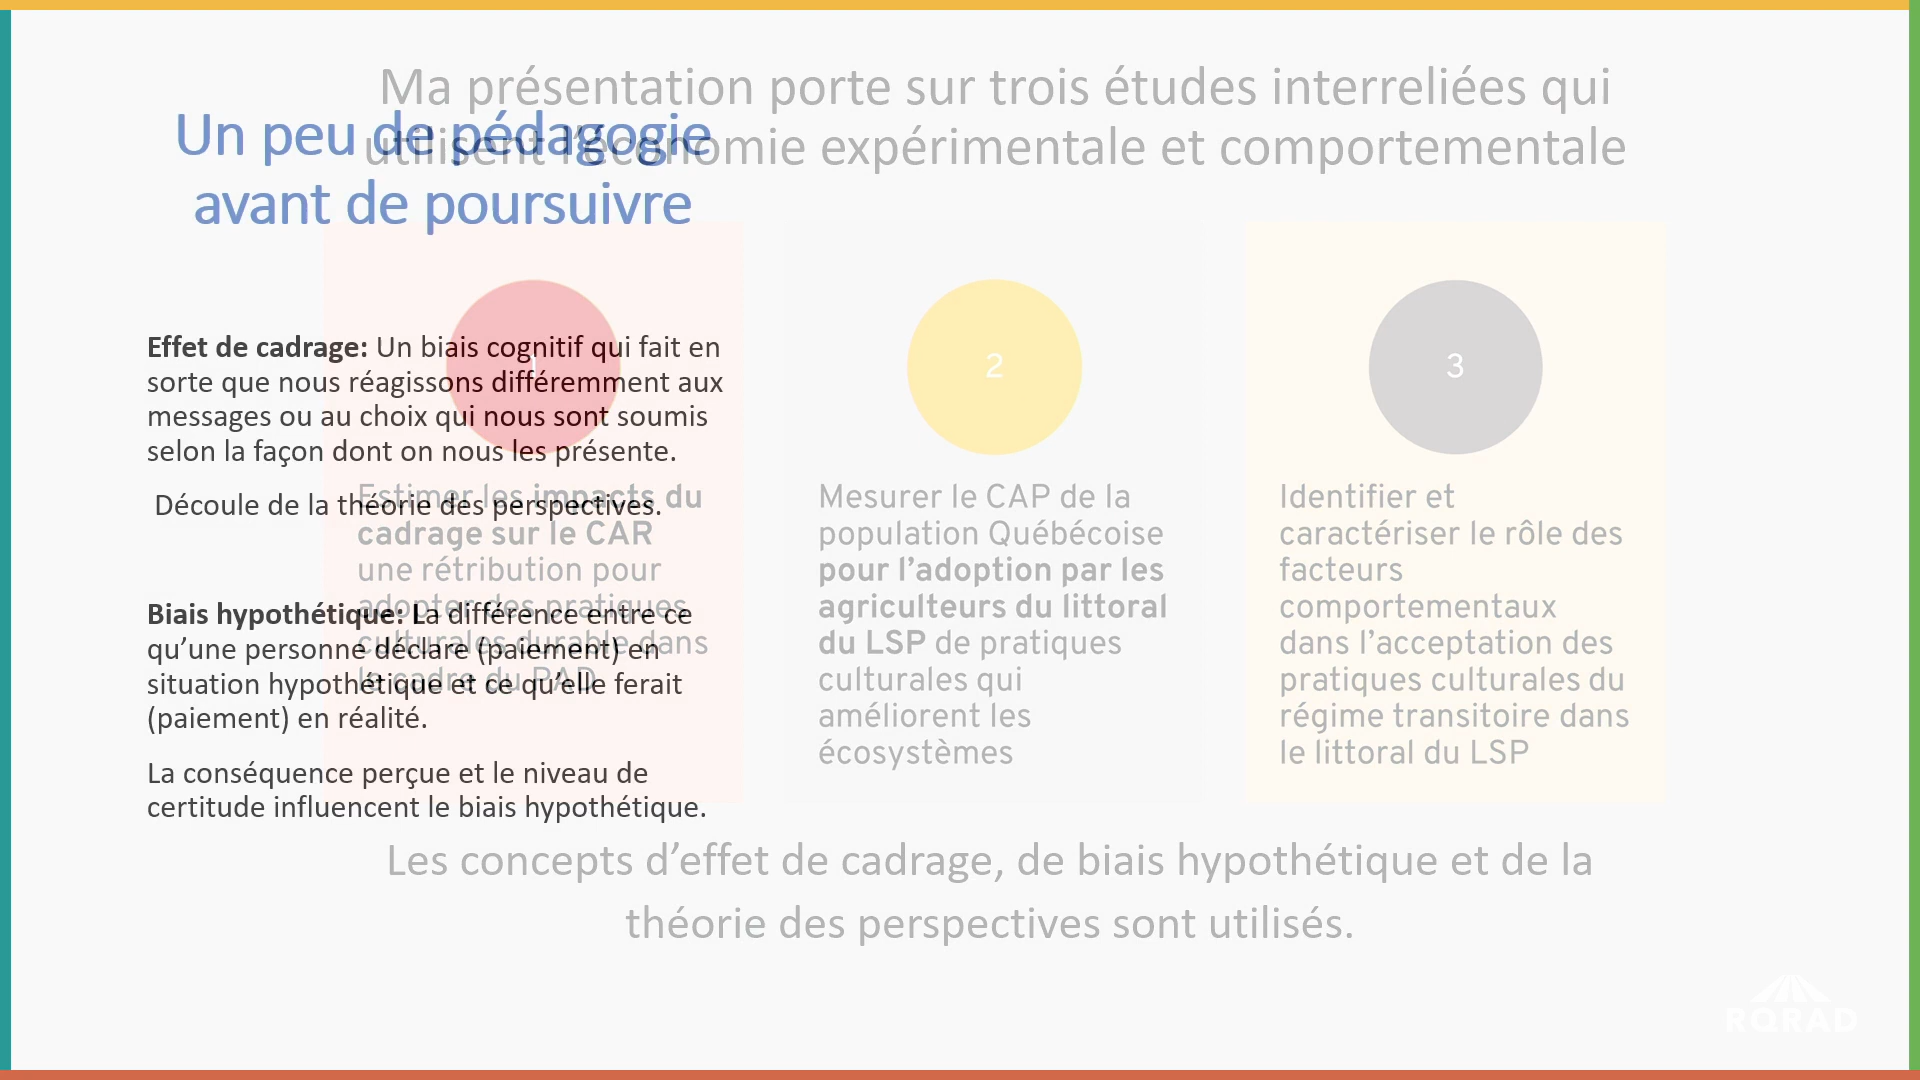 Ma présentation porte sur trois études interreliées qui
utilisent l'économie expérimentale et comportementale
Un peu de pédagogie
avant de poursuivre
Effet de cadrage: Un biais cognitif qui fait en
sorte que nous réagissons différemment aux
messages ou au choix qui nous sont soumis
selon la façon dont on nous les présente.
Découle de la théorie des perspectives.
Biais hypothétique: La différence entre ce
qu’une personne déclare (paiement) en
situation hypothétique et ce qu’elle ferait
(paiement) en réalité.
La conséquence perçue et le niveau de
certitude influencent le biais hypothétique.
1
Estimer les impacts du
cadrage sur le CAR
une rétribution pour
adopter des pratiques
culturales durable dans
le cadre du PAD
2
Mesurer le CAP de la
population Québécoise
pour l’adoption par les
agriculteurs du littoral
du LSP de pratiques
culturales qui
améliorent les
écosystèmes
3
Identifier et
caractériser le rôle des
facteurs
comportementaux
dans l’acceptation des
pratiques culturales du
régime transitoire dans
le littoral du LSP
Les concepts d’effet de cadrage, de biais hypothétique et de la
théorie des perspectives sont utilisés.
RQRAD